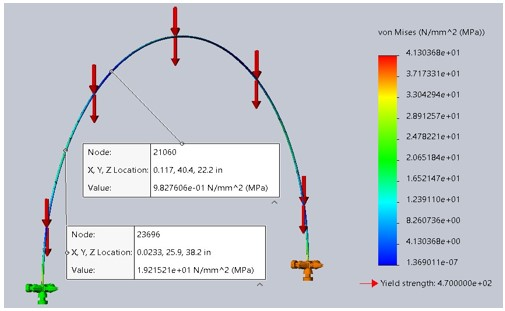 von Mises (N/mm^2 (MPa))
4.130368e+01
3.717331e+01
3.304294e+01
2.891257e+01
2.478221e+01
2.065184e+01
1.652147e+01
1.239110e+01
8.260736e+00
4.130368e+00
1.369011e-07
Yield strength: 4.700000e+02
Node: 21060
X, Y, Z Location: 0.117, 40.4, 22.2 in
Value: 9.827606e-01 N/mm^2 (MPa)
Node: 23696
X, Y, Z Location: 0.0233, 25.9, 38.2 in
Value: 1.921521e+01 N/mm^2 (MPa)